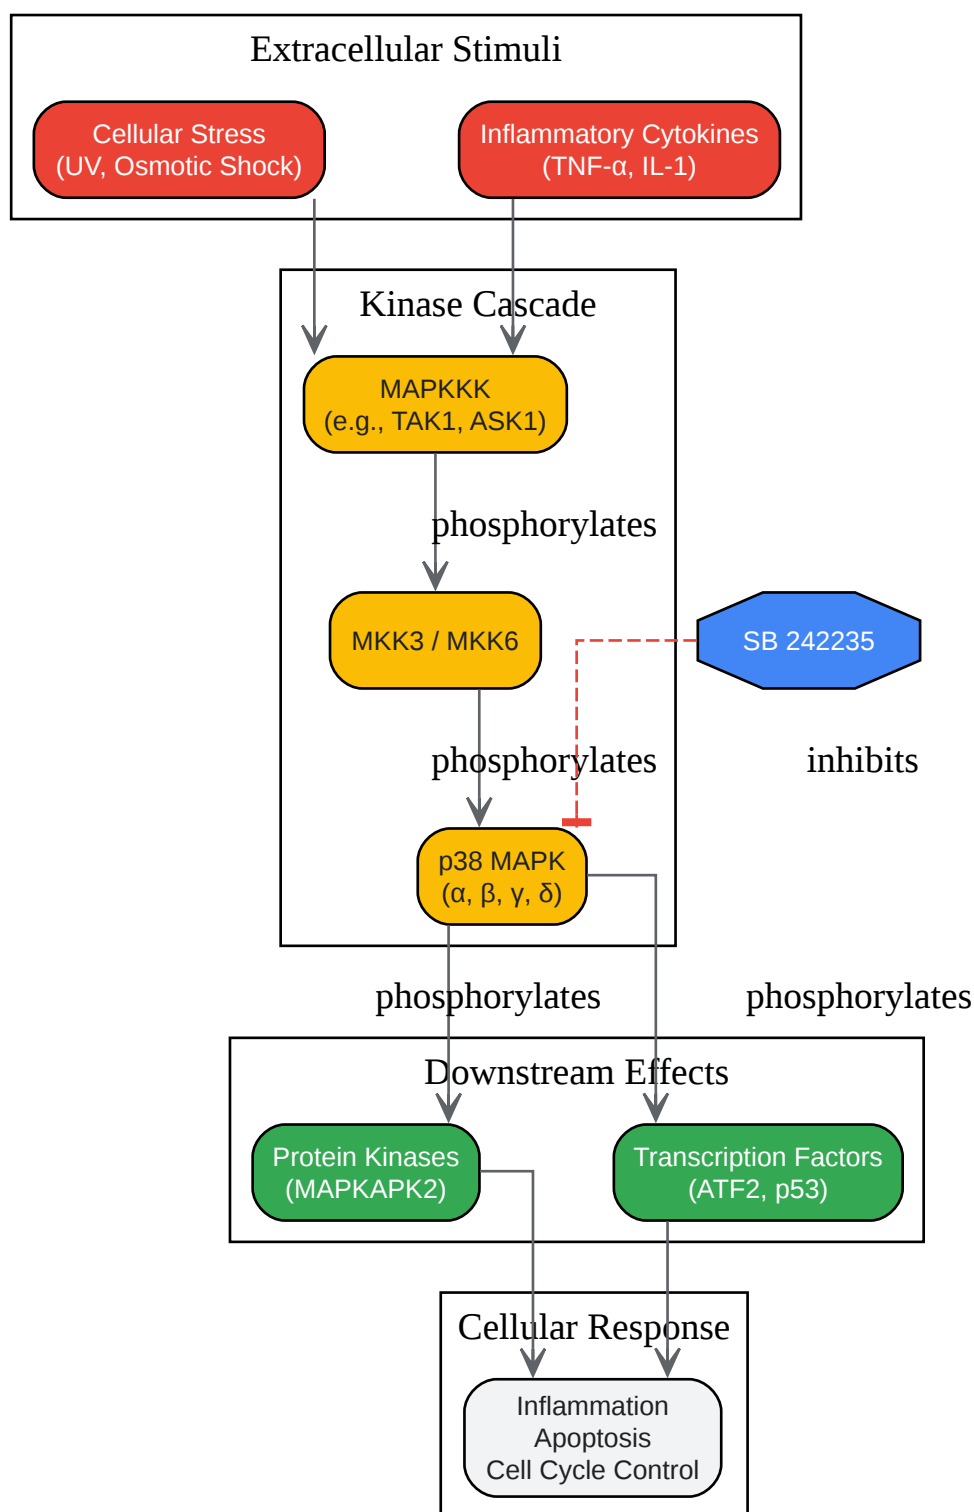 Extracellular Stimuli
Cellular Stress
(UV, Osmotic Shock)
Inflammatory Cytokines
(TNF-α, IL-1)
Kinase Cascade
MAPKKK
(e.g., TAK1, ASK1)
phosphorylates
MKK3 / MKK6
SB 242235
phosphorylates
inhibits
p38 MAPK
(α, β, γ, δ)
phosphorylates
phosphorylates
Downstream Effects
Protein Kinases
(MAPKAPK2)
Transcription Factors
(ATF2, p53)
Cellular Response
Inflammation
Apoptosis
Cell Cycle Control